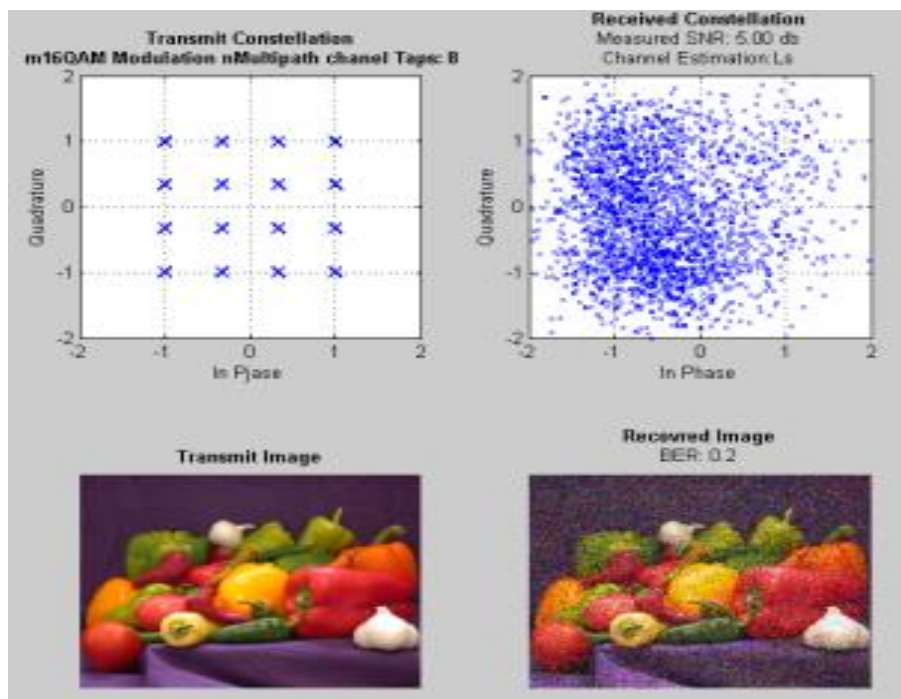 Transmit Constellation
m16QAM Modulation nMultipath chanel Taps: 8
2
1
0
-1
-2
-2 -1 0 1 2
Quadrature
In Pjase
Received Constellation
Measured SNR: 5.00 db
Channel Estimation:Ls
2
1
0
-1
-2
-2 -1 0 1 2
Quadrature
In Phase
Transmit Image
Recovred Image
BER: 0.2